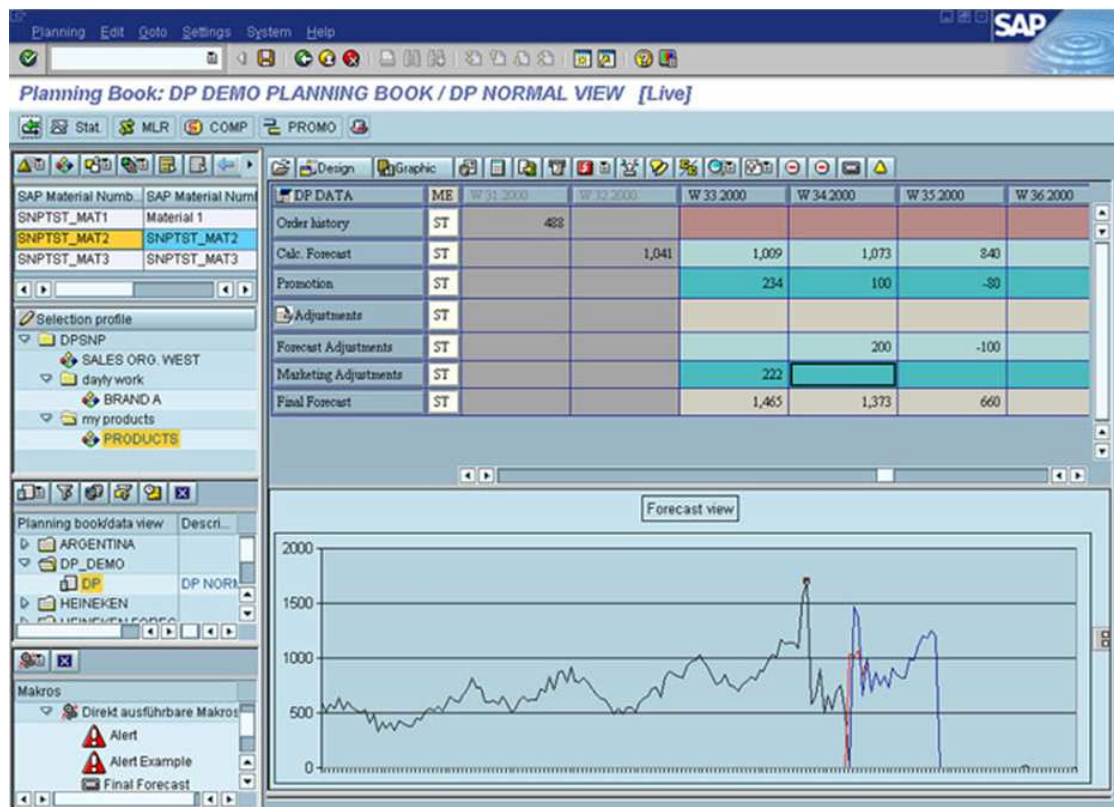 Planning Edit Goto Settings System Help
SAP
Planning Book: DP DEMO PLANNING BOOK / DP NORMAL VIEW [Live]
Stat. MLR COMP PROMO
Design Graphic
SAP Material Numb... SAP Material Numl
SNPTST_MAT1 Material 1
SNPTST_MAT2 SNPTST_MAT2
SNPTST_MAT3 SNPTST_MAT3
Selection profile
DPSNP
SALES ORG. WEST
dayly work
BRAND A
my products
PRODUCTS
Planning book/data view Descri...
ARGENTINA
DP_DEMO
DP DP NORM
HEINEKEN
HEINEKEN FOREC
Makros
Direkt ausführbare Makros
Alert
Alert Example
Final Forecast
DP DATA ME W 31.2000 W 32.2000 W 33.2000 W 34.2000 W 35.2000 W 36.2000
Order history ST 488
Calc. Forecast ST 1,041 1,009 1,073 840
Promotion ST 234 100 -80
Adjustments ST
Forecast Adjustments ST 200 -100
Marketing Adjustments ST 222
Final Forecast ST 1,465 1,373 660
Forecast view
2000
1500
1000
500
0